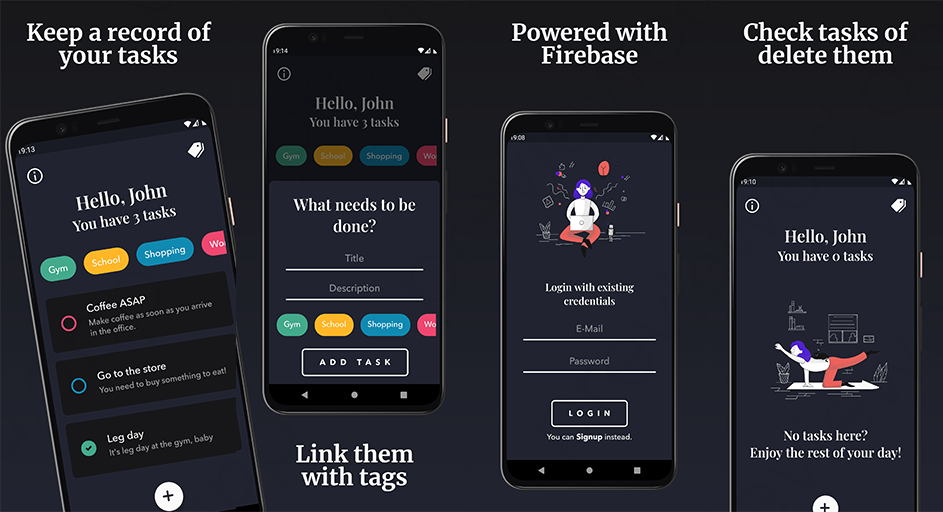 Keep a record of
your tasks
9:13
Hello, John
You have 3 tasks
Gym
School
Shopping
Wo
Coffee ASAP
Make coffee as soon as you arrive
in the office.
Go to the store
You need to buy something to eat!
Leg day
It's leg day at the gym, baby
+
9:14
Hello, John
You have 3 tasks
Gym
School
Shopping
Wo
What needs to be
done?
Title
Description
Gym
School
Shopping
Wo
ADD TASK
Link them
with tags
Powered with
Firebase
9:08
Login with existing
credentials
E-Mail
Password
LOGIN
You can Signup instead.
Check tasks of
delete them
9:10
Hello, John
You have 0 tasks
No tasks here?
Enjoy the rest of your day!
+